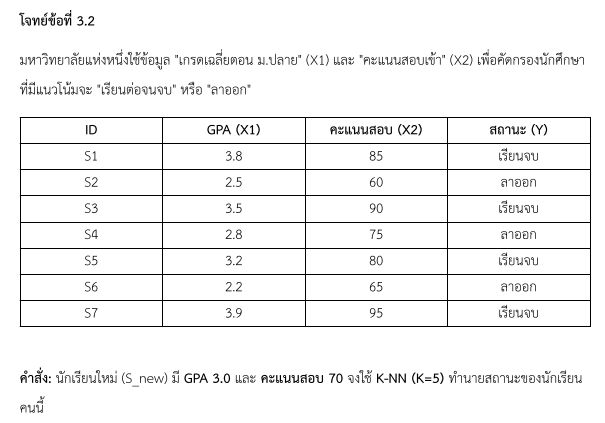 โจทย์ข้อที่ 3.2
มหาวิทยาลัยแห่งหนึ่งใช้ข้อมูล "เกรดเฉลี่ยตอน ม.ปลาย" (X1) และ "คะแนนสอบเข้า" (X2) เพื่อคัดกรองนักศึกษา
ที่มีแนวโน้มจะ "เรียนต่อจนจบ" หรือ "ลาออก"
ID GPA (X1) คะแนนสอบ (X2) สถานะ (Y)
S1 3.8 85 เรียนจบ
S2 2.5 60 ลาออก
S3 3.5 90 เรียนจบ
S4 2.8 75 ลาออก
S5 3.2 80 เรียนจบ
S6 2.2 65 ลาออก
S7 3.9 95 เรียนจบ
คำสั่ง: นักเรียนใหม่ (S_new) มี GPA 3.0 และ คะแนนสอบ 70 จงใช้ K-NN (K=5) ทำนายสถานะของนักเรียน
คนนี้